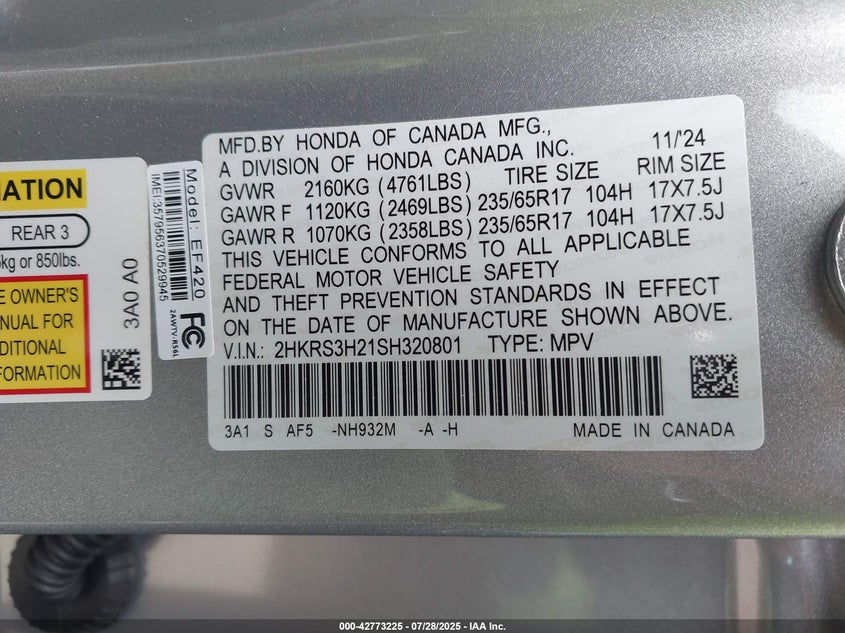 MATION
REAR 3
kg or 850lbs.
E OWNER'S
NUAL FOR
DITIONAL
FORMATION
3A0 A0
Model: EF420
IMEI:357956370529945
FC
2AWTV-R56L
MFD.BY HONDA OF CANADA MFG., 11/'24
A DIVISION OF HONDA CANADA INC. TIRE SIZE RIM SIZE
GVWR 2160KG (4761LBS)
GAWR F 1120KG (2469LBS) 235/65R17 104H 17X7.5J
GAWR R 1070KG (2358LBS) 235/65R17 104H 17X7.5J
THIS VEHICLE CONFORMS TO ALL APPLICABLE
FEDERAL MOTOR VEHICLE SAFETY
AND THEFT PREVENTION STANDARDS IN EFFECT
ON THE DATE OF MANUFACTURE SHOWN ABOVE.
V.I.N.: 2HKRS3H21SH320801 TYPE: MPV
3A1 S AF5 -NH932M -A -H MADE IN CANADA
000-42773225 - 07/28/2025 - IAA Inc.